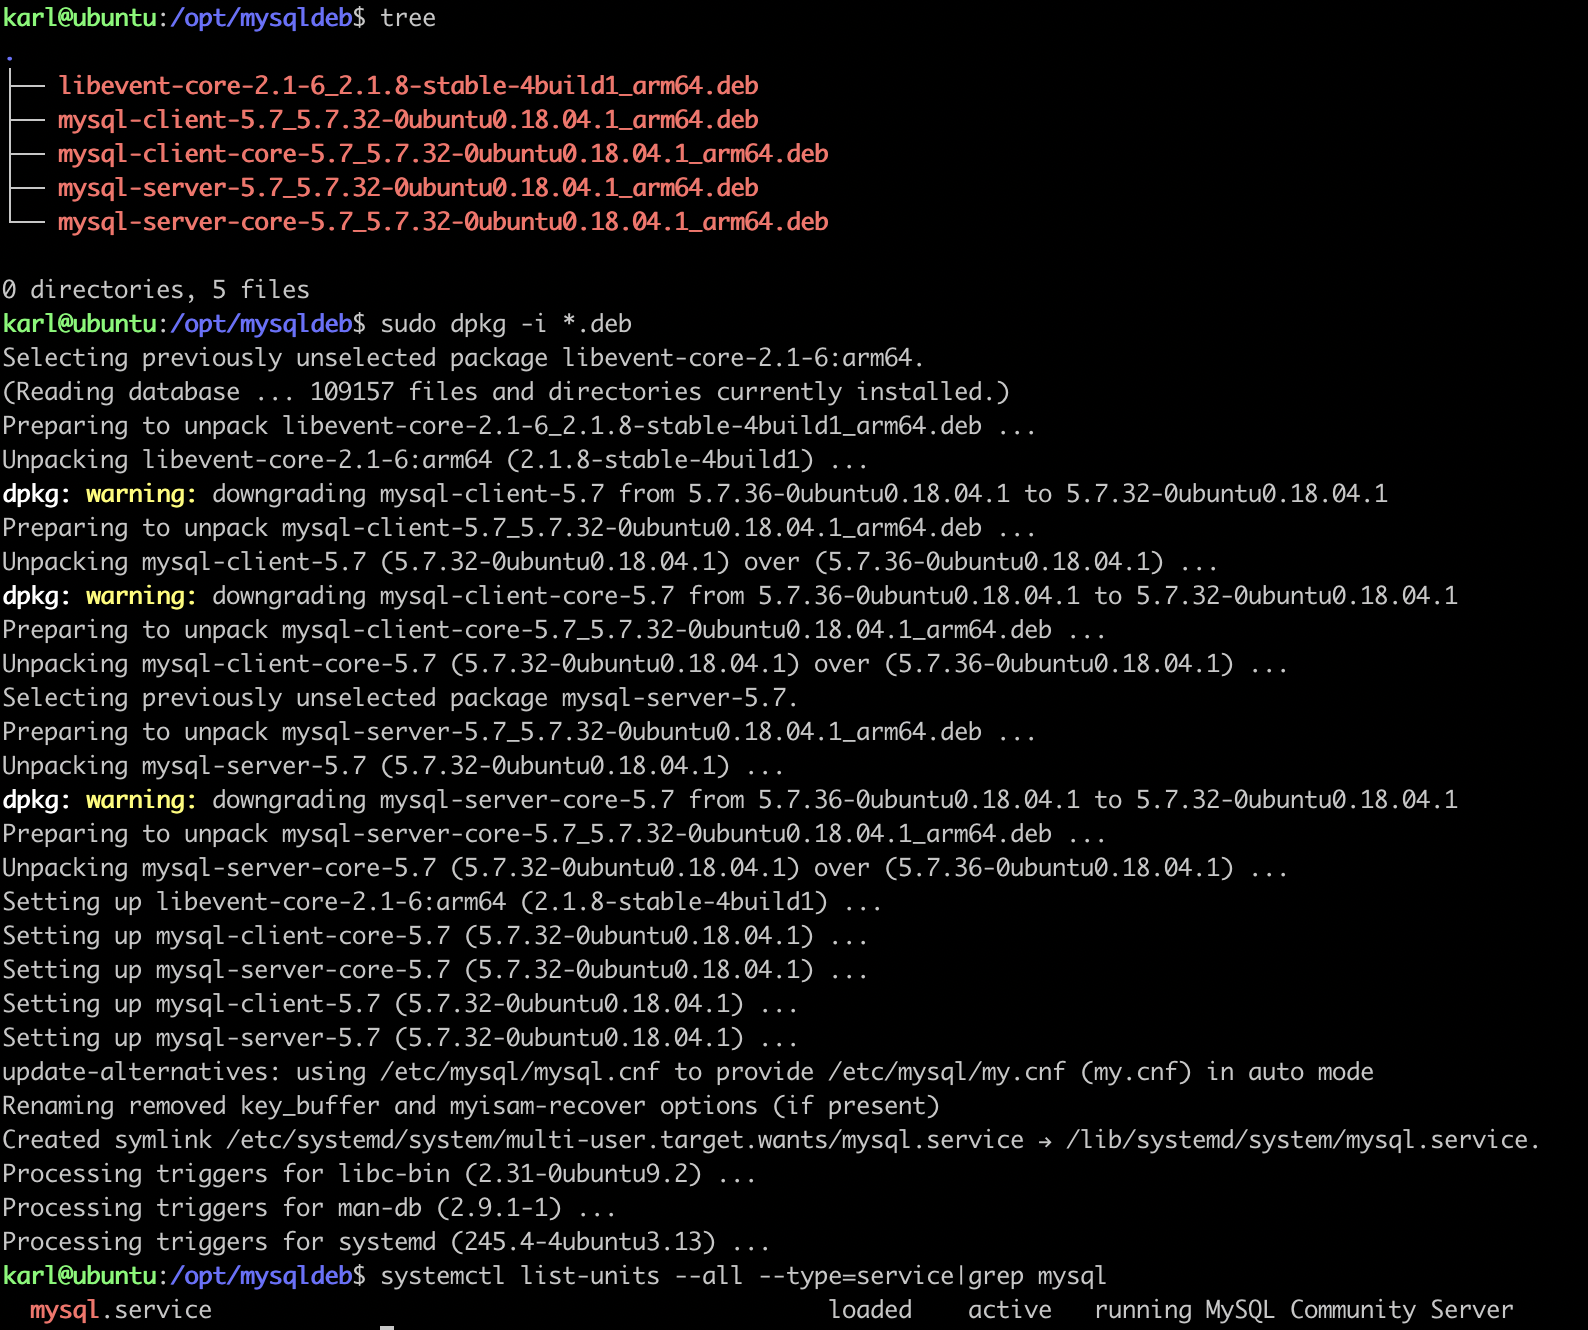 karl@ubuntu:/opt/mysqldeb$ tree
.
├── libevent-core-2.1-6_2.1.8-stable-4build1_arm64.deb
├── mysql-client-5.7_5.7.32-0ubuntu0.18.04.1_arm64.deb
├── mysql-client-core-5.7_5.7.32-0ubuntu0.18.04.1_arm64.deb
├── mysql-server-5.7_5.7.32-0ubuntu0.18.04.1_arm64.deb
└── mysql-server-core-5.7_5.7.32-0ubuntu0.18.04.1_arm64.deb
0 directories, 5 files
karl@ubuntu:/opt/mysqldeb$ sudo dpkg -i *.deb
Selecting previously unselected package libevent-core-2.1-6:arm64.
(Reading database ... 109157 files and directories currently installed.)
Preparing to unpack libevent-core-2.1-6_2.1.8-stable-4build1_arm64.deb ...
Unpacking libevent-core-2.1-6:arm64 (2.1.8-stable-4build1) ...
dpkg: warning: downgrading mysql-client-5.7 from 5.7.36-0ubuntu0.18.04.1 to 5.7.32-0ubuntu0.18.04.1
Preparing to unpack mysql-client-5.7_5.7.32-0ubuntu0.18.04.1_arm64.deb ...
Unpacking mysql-client-5.7 (5.7.32-0ubuntu0.18.04.1) over (5.7.36-0ubuntu0.18.04.1) ...
dpkg: warning: downgrading mysql-client-core-5.7 from 5.7.36-0ubuntu0.18.04.1 to 5.7.32-0ubuntu0.18.04.1
Preparing to unpack mysql-client-core-5.7_5.7.32-0ubuntu0.18.04.1_arm64.deb ...
Unpacking mysql-client-core-5.7 (5.7.32-0ubuntu0.18.04.1) over (5.7.36-0ubuntu0.18.04.1) ...
Selecting previously unselected package mysql-server-5.7.
Preparing to unpack mysql-server-5.7_5.7.32-0ubuntu0.18.04.1_arm64.deb ...
Unpacking mysql-server-5.7 (5.7.32-0ubuntu0.18.04.1) ...
dpkg: warning: downgrading mysql-server-core-5.7 from 5.7.36-0ubuntu0.18.04.1 to 5.7.32-0ubuntu0.18.04.1
Preparing to unpack mysql-server-core-5.7_5.7.32-0ubuntu0.18.04.1_arm64.deb ...
Unpacking mysql-server-core-5.7 (5.7.32-0ubuntu0.18.04.1) over (5.7.36-0ubuntu0.18.04.1) ...
Setting up libevent-core-2.1-6:arm64 (2.1.8-stable-4build1) ...
Setting up mysql-client-core-5.7 (5.7.32-0ubuntu0.18.04.1) ...
Setting up mysql-server-core-5.7 (5.7.32-0ubuntu0.18.04.1) ...
Setting up mysql-client-5.7 (5.7.32-0ubuntu0.18.04.1) ...
Setting up mysql-server-5.7 (5.7.32-0ubuntu0.18.04.1) ...
update-alternatives: using /etc/mysql/mysql.cnf to provide /etc/mysql/my.cnf (my.cnf) in auto mode
Renaming removed key_buffer and myisam-recover options (if present)
Created symlink /etc/systemd/system/multi-user.target.wants/mysql.service → /lib/systemd/system/mysql.service.
Processing triggers for libc-bin (2.31-0ubuntu9.2) ...
Processing triggers for man-db (2.9.1-1) ...
Processing triggers for systemd (245.4-4ubuntu3.13) ...
karl@ubuntu:/opt/mysqldeb$ systemctl list-units --all --type=service|grep mysql
mysql.service loaded active running MySQL Community Server